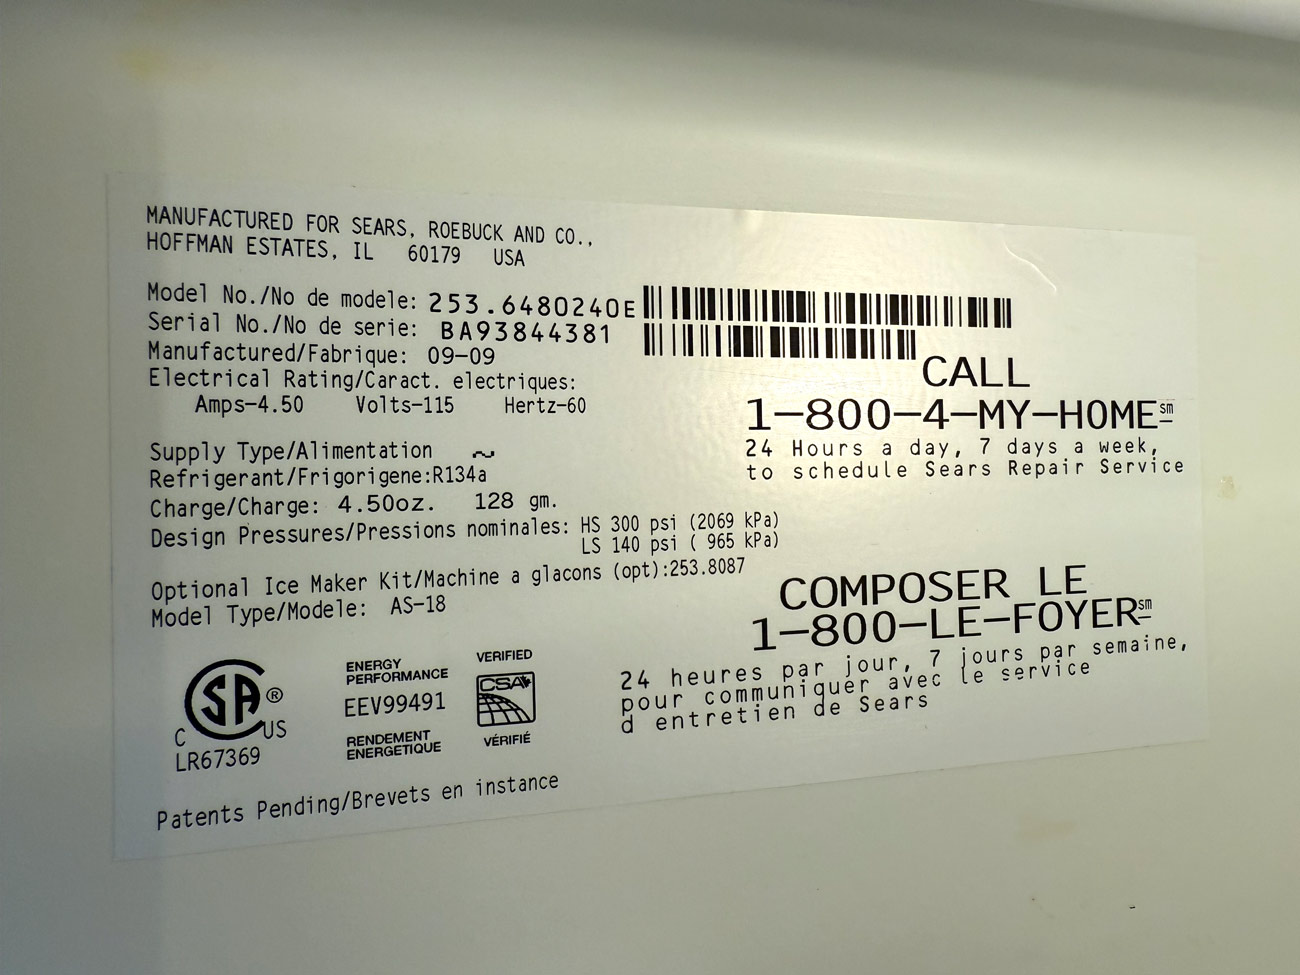 MANUFACTURED FOR SEARS, ROEBUCK AND CO.,
HOFFMAN ESTATES, IL 60179 USA
Model No./No de modele: 253.6480240E
Serial No./No de serie: BA93844381
Manufactured/Fabrique: 09-09
Electrical Rating/Caract. electriques:
Amps-4.50 Volts-115 Hertz-60
Supply Type/Alimentation ~
Refrigerant/Frigorigene:R134a
Charge/Charge: 4.50oz. 128 gm.
Design Pressures/Pressions nominales: HS 300 psi (2069 kPa)
LS 140 psi ( 965 kPa)
Optional Ice Maker Kit/Machine a glacons (opt):253.8087
Model Type/Modele: AS-18
CALL
1-800-4-MY-HOME℠
24 Hours a day, 7 days a week,
to schedule Sears Repair Service
COMPOSER LE
1-800-LE-FOYER℠
24 heures par jour, 7 jours par semaine,
pour communiquer avec le service
d entretien de Sears
C SA ® US
LR67369
ENERGY
PERFORMANCE
EEV99491
RENDEMENT
ENERGETIQUE
VERIFIED
CSA
VÉRIFIÉ
Patents Pending/Brevets en instance